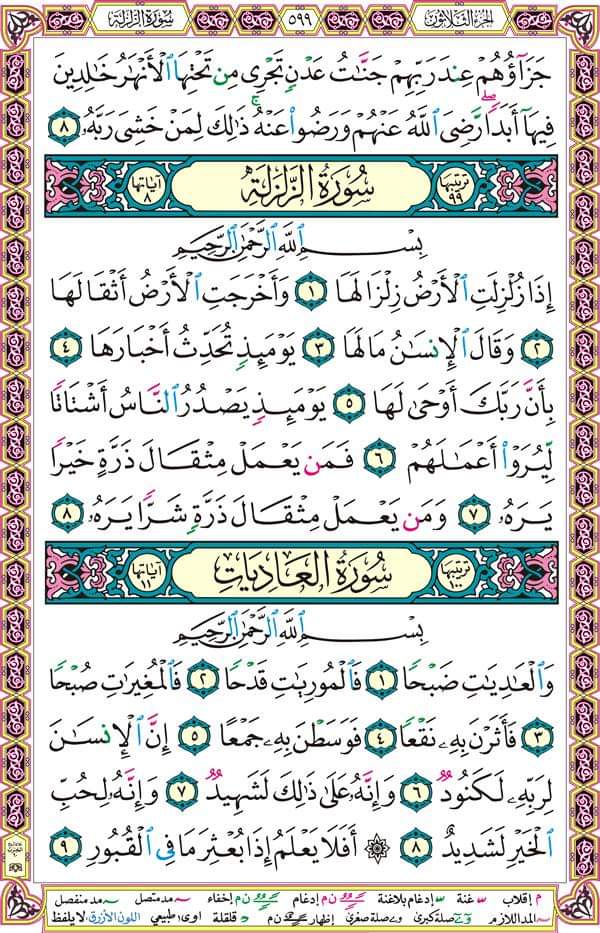 الجزء الثلاثون
٥٩٩
سورة الزلزلة
جَزَآؤُهُمْ عِندَ رَبِّهِمْ جَنَّٰتُ عَدْنٍ تَجْرِى مِن تَحْتِهَا ٱلْأَنْهَٰرُ خَٰلِدِينَ
فِيهَآ أَبَدًا ۖ رَّضِىَ ٱللَّهُ عَنْهُمْ وَرَضُوا۟ عَنْهُ ۚ ذَٰلِكَ لِمَنْ خَشِىَ رَبَّهُۥ ٨
ترتيبها ٩٩ سُورَةُ الزَّلْزَلَةِ آياتها ٨
بِسْمِ ٱللَّهِ ٱلرَّحْمَٰنِ ٱلرَّحِيمِ
إِذَا زُلْزِلَتِ ٱلْأَرْضُ زِلْزَالَهَا ١ وَأَخْرَجَتِ ٱلْأَرْضُ أَثْقَالَهَا
٢ وَقَالَ ٱلْإِنسَٰنُ مَا لَهَا ٣ يَوْمَئِذٍ تُحَدِّثُ أَخْبَارَهَا ٤
بِأَنَّ رَبَّكَ أَوْحَىٰ لَهَا ٥ يَوْمَئِذٍ يَصْدُرُ ٱلنَّاسُ أَشْتَاتًا
لِّيُرَوْا۟ أَعْمَٰلَهُمْ ٦ فَمَن يَعْمَلْ مِثْقَالَ ذَرَّةٍ خَيْرًا
يَرَهُۥ ٧ وَمَن يَعْمَلْ مِثْقَالَ ذَرَّةٍ شَرًّا يَرَهُۥ ٨
ترتيبها ١٠٠ سُورَةُ الْعَادِيَاتِ آياتها ١١
بِسْمِ ٱللَّهِ ٱلرَّحْمَٰنِ ٱلرَّحِيمِ
وَٱلْعَٰدِيَٰتِ ضَبْحًا ١ فَٱلْمُورِيَٰتِ قَدْحًا ٢ فَٱلْمُغِيرَٰتِ صُبْحًا
٣ فَأَثَرْنَ بِهِۦ نَقْعًا ٤ فَوَسَطْنَ بِهِۦ جَمْعًا ٥ إِنَّ ٱلْإِنسَٰنَ
لِرَبِّهِۦ لَكَنُودٌ ٦ وَإِنَّهُۥ عَلَىٰ ذَٰلِكَ لَشَهِيدٌ ٧ وَإِنَّهُۥ لِحُبِّ
ٱلْخَيْرِ لَشَدِيدٌ ٨ ۞ أَفَلَا يَعْلَمُ إِذَا بُعْثِرَ مَا فِى ٱلْقُبُورِ ٩
م إقلاب غنة إدغام بلاغنة ن م إدغام ن م إخفاء مد متصل مد منفصل
المد اللازم صلة كبرى صلة صغرى إظهار ن م قلقلة اوى: طبيعي اللون الأزرق: لا يلفظ